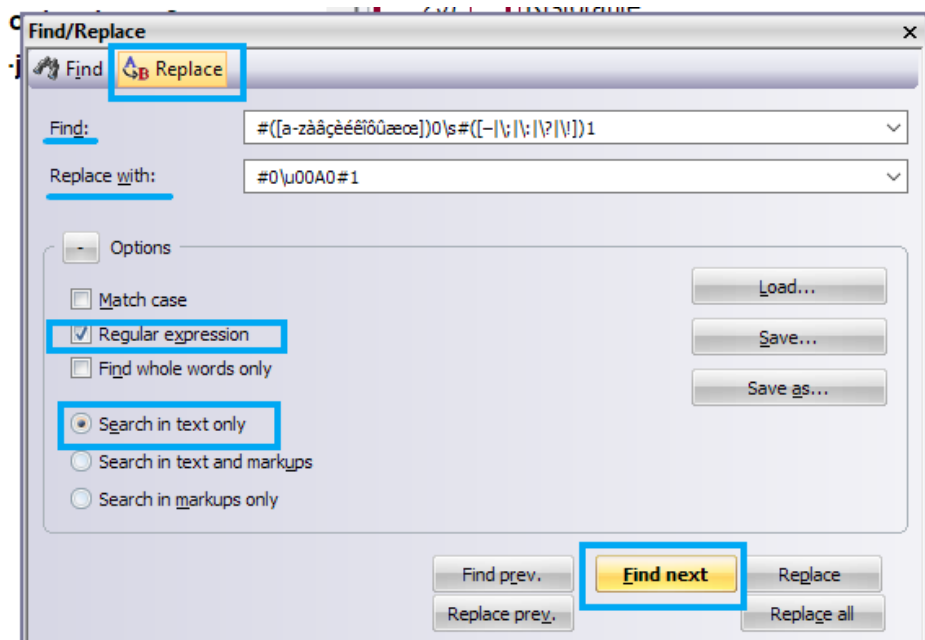 Find/Replace
Find Replace
Find: #([a-zàâçèéêîôûæœ])0\s#([–|\;|\:|\?|\!])1
Replace with: #0\u00A0#1
- Options
Match case
Load...
Regular expression
Save...
Find whole words only
Save as...
Search in text only
Search in text and markups
Search in markups only
Find prev. Find next Replace
Replace prev. Replace all